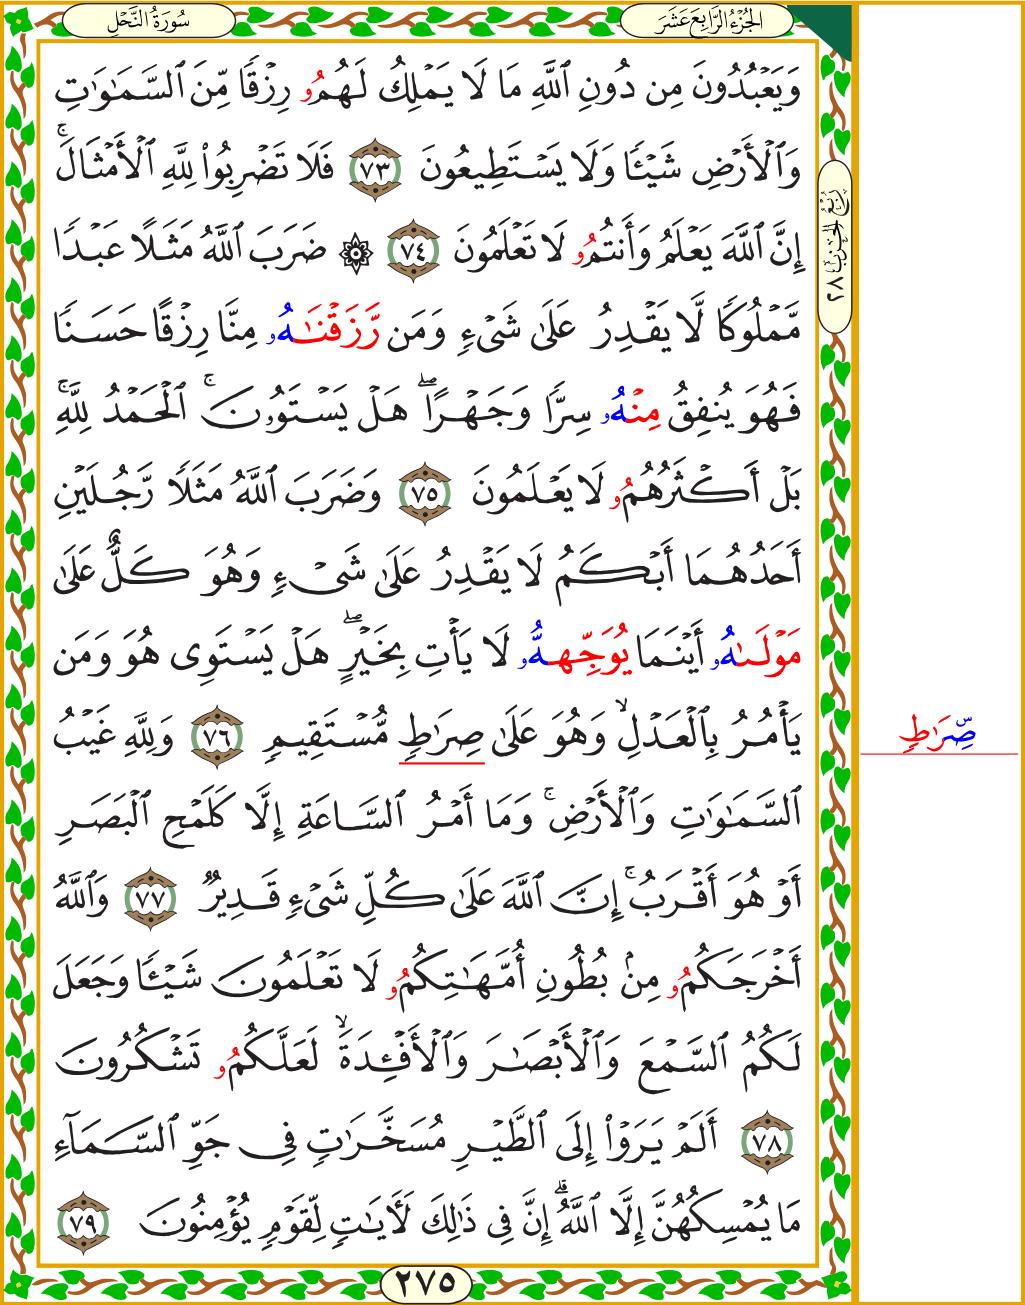 سُورَةُ النَّحۡلِ
الجُزۡءُ الرَّابِعَ عَشَرَ
وَيَعۡبُدُونَ مِن دُونِ ٱللَّهِ مَا لَا يَمۡلِكُ لَهُمُۥ رِزۡقٗا مِّنَ ٱلسَّمَٰوَٰتِ
وَٱلۡأَرۡضِ شَيۡـٔٗا وَلَا يَسۡتَطِيعُونَ ٧٣ فَلَا تَضۡرِبُواْ لِلَّهِ ٱلۡأَمۡثَالَۚ
إِنَّ ٱللَّهَ يَعۡلَمُ وَأَنتُمُۥ لَا تَعۡلَمُونَ ٧٤ ۞ ضَرَبَ ٱللَّهُ مَثَلًا عَبۡدٗا
مَّمۡلُوكٗا لَّا يَقۡدِرُ عَلَىٰ شَيۡءٖ وَمَن رَّزَقۡنَٰهُۥ مِنَّا رِزۡقًا حَسَنٗا
فَهُوَ يُنفِقُ مِنۡهُۥ سِرّٗا وَجَهۡرًاۖ هَلۡ يَسۡتَوُۥنَۚ ٱلۡحَمۡدُ لِلَّهِۚ
بَلۡ أَكۡثَرُهُمُۥ لَا يَعۡلَمُونَ ٧٥ وَضَرَبَ ٱللَّهُ مَثَلٗا رَّجُلَيۡنِ
أَحَدُهُمَا أَبۡكَمُ لَا يَقۡدِرُ عَلَىٰ شَيۡءٖ وَهُوَ كَلٌّ عَلَىٰ
مَوۡلَىٰهُۥ أَيۡنَمَا يُوَجِّههُّۥ لَا يَأۡتِ بِخَيۡرٍۖ هَلۡ يَسۡتَوِي هُوَ وَمَن
يَأۡمُرُ بِٱلۡعَدۡلِۙ وَهُوَ عَلَىٰ صِرَٰطٖ مُّسۡتَقِيمٖ ٧٦ وَلِلَّهِ غَيۡبُ
ٱلسَّمَٰوَٰتِ وَٱلۡأَرۡضِۚ وَمَا أَمۡرُ ٱلسَّاعَةِ إِلَّا كَلَمۡحِ ٱلۡبَصَرِ
أَوۡ هُوَ أَقۡرَبُۚ إِنَّ ٱللَّهَ عَلَىٰ كُلِّ شَيۡءٖ قَدِيرٞ ٧٧ وَٱللَّهُ
أَخۡرَجَكُمُۥ مِنۢ بُطُونِ أُمَّهَٰتِكُمُۥ لَا تَعۡلَمُونَ شَيۡـٔٗا وَجَعَلَ
لَكُمُ ٱلسَّمۡعَ وَٱلۡأَبۡصَٰرَ وَٱلۡأَفۡـِٔدَةَۙ لَعَلَّكُمُۥ تَشۡكُرُونَ
٧٨ أَلَمۡ يَرَوۡاْ إِلَى ٱلطَّيۡرِ مُسَخَّرَٰتٖ فِي جَوِّ ٱلسَّمَآءِ
مَا يُمۡسِكُهُنَّ إِلَّا ٱللَّهُۗ إِنَّ فِي ذَٰلِكَ لَأٓيَٰتٖ لِّقَوۡمٖ يُؤۡمِنُونَ ٧٩
رُبۡعُ الحِزۡب ٢٨
صِّرَٰطٖ
٢٧٥